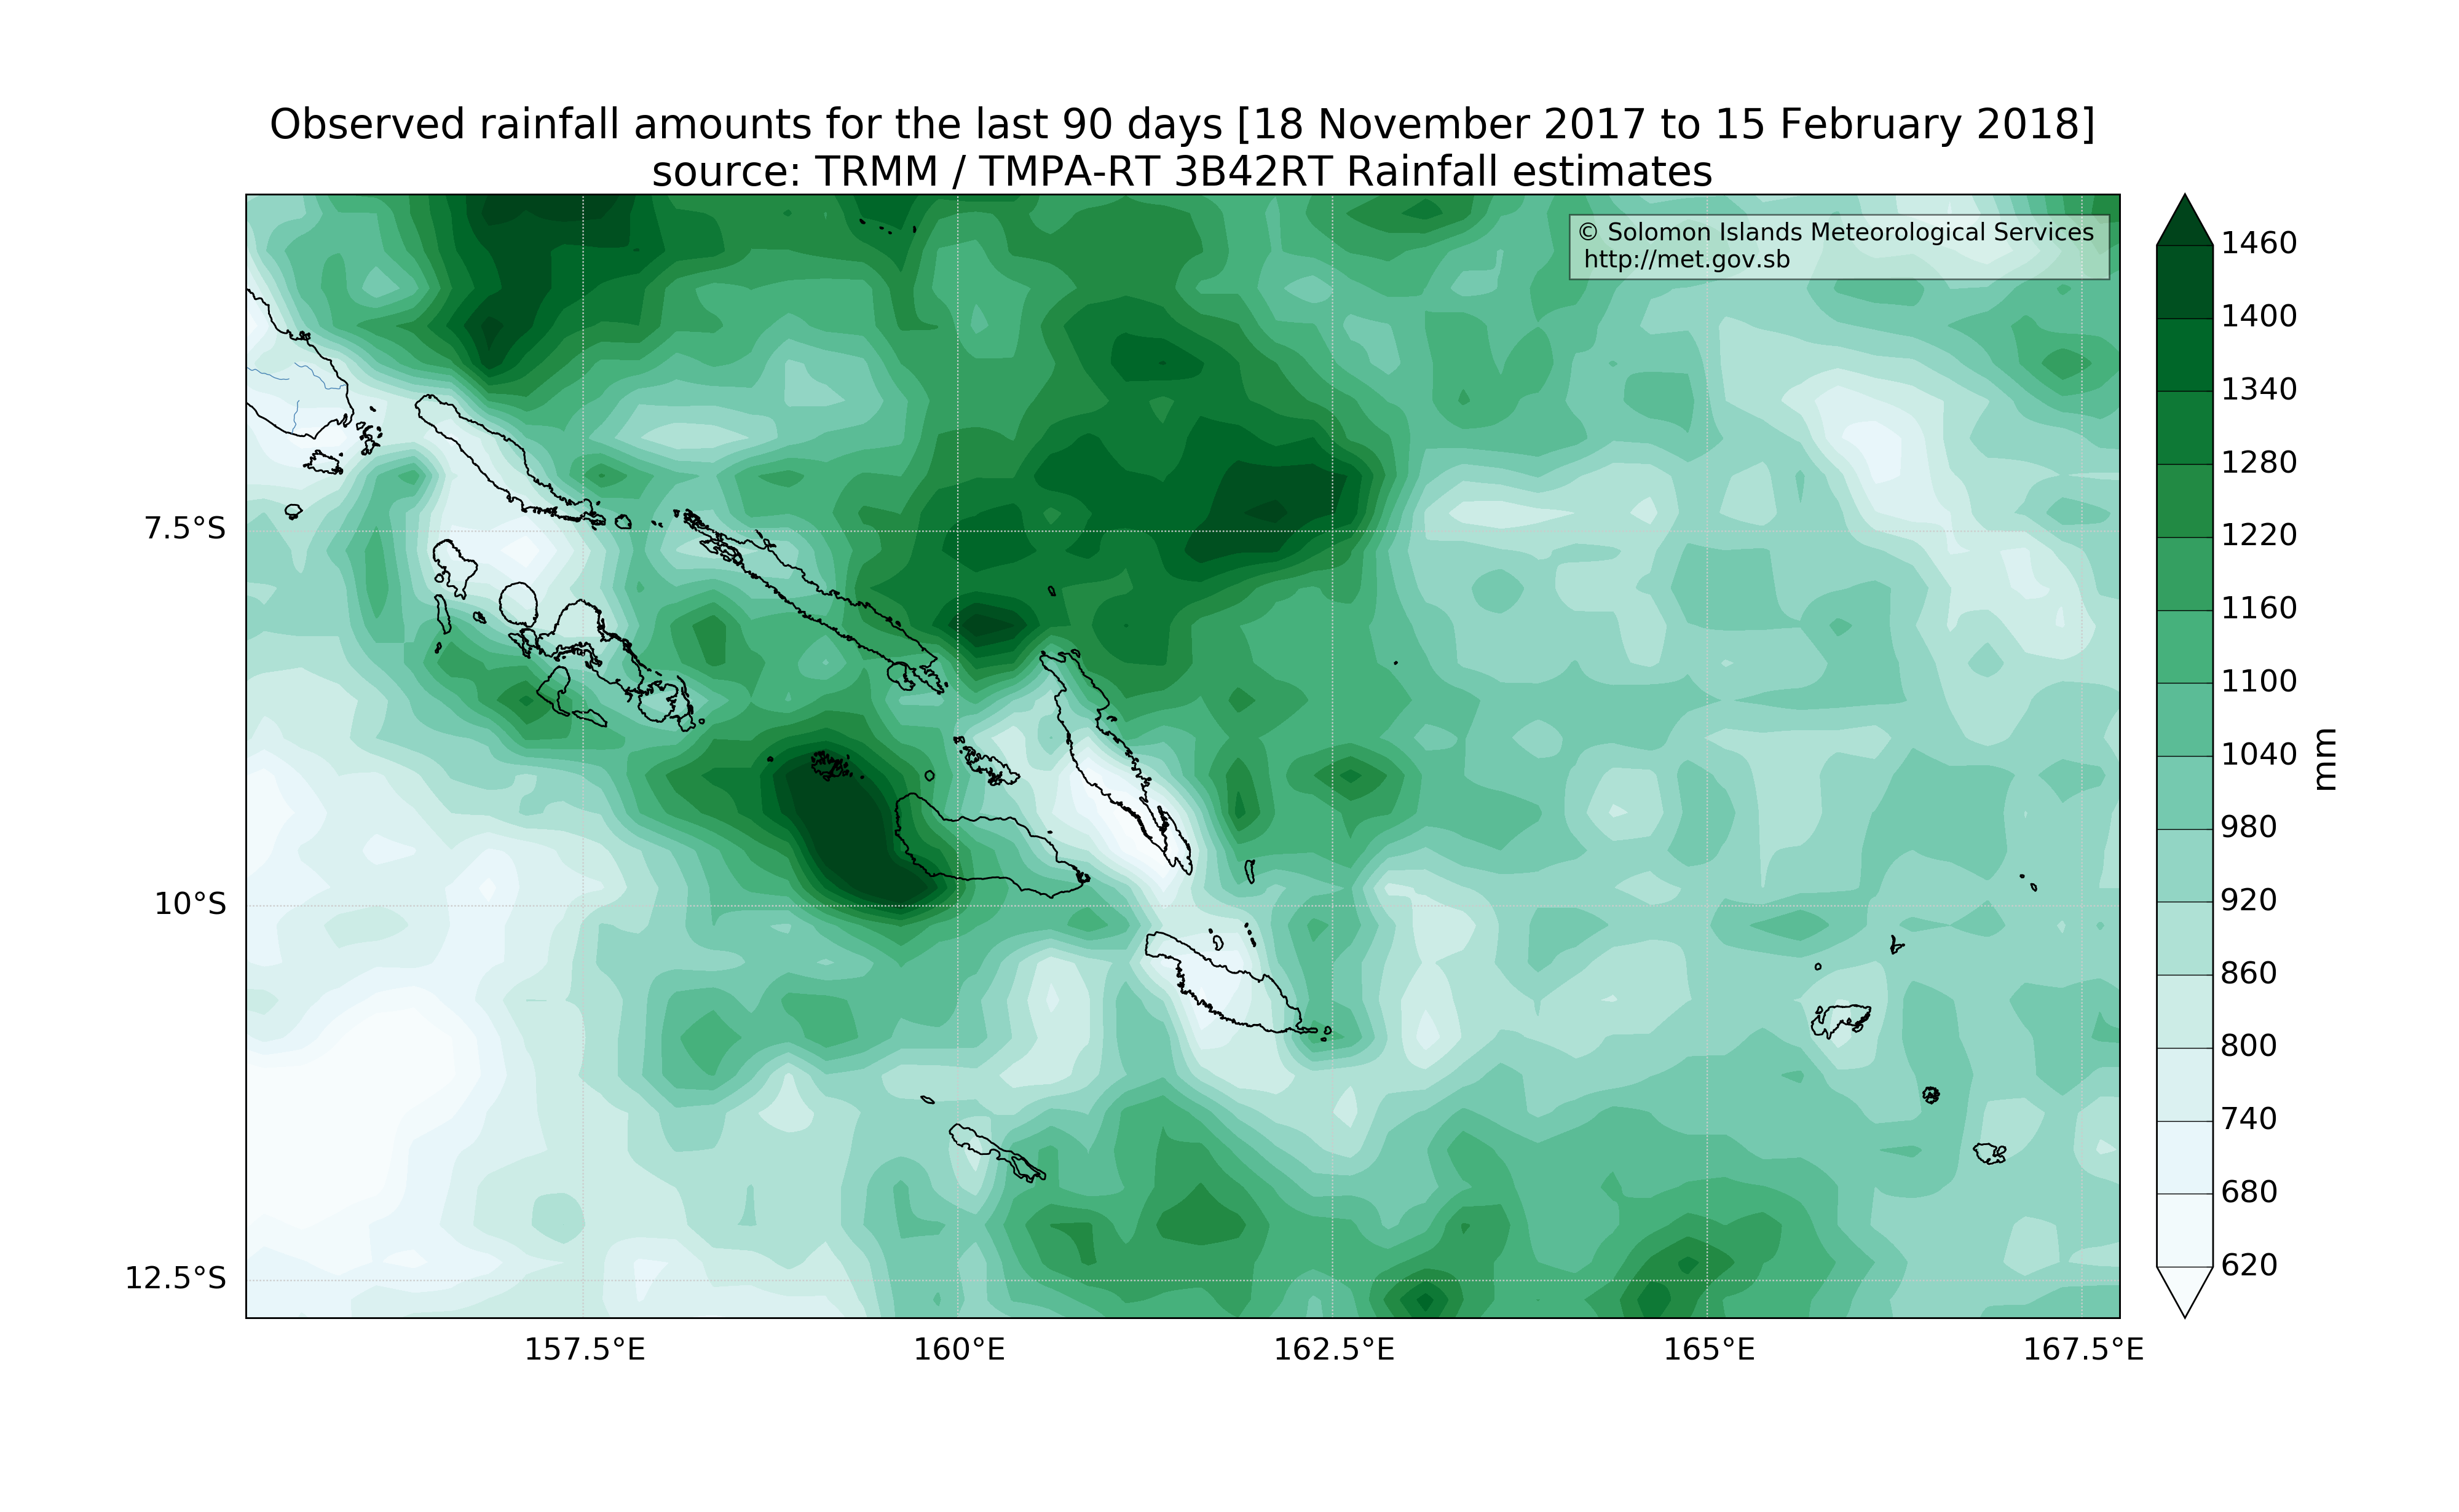 Observed rainfall amounts for the last 90 days [18 November 2017 to 15 February 2018]
source: TRMM / TMPA-RT 3B42RT Rainfall estimates
© Solomon Islands Meteorological Services
http://met.gov.sb
7.5°S
10°S
12.5°S
157.5°E
160°E
162.5°E
165°E
167.5°E
1460
1400
1340
1280
1220
1160
1100
1040
980
920
860
800
740
680
620
mm